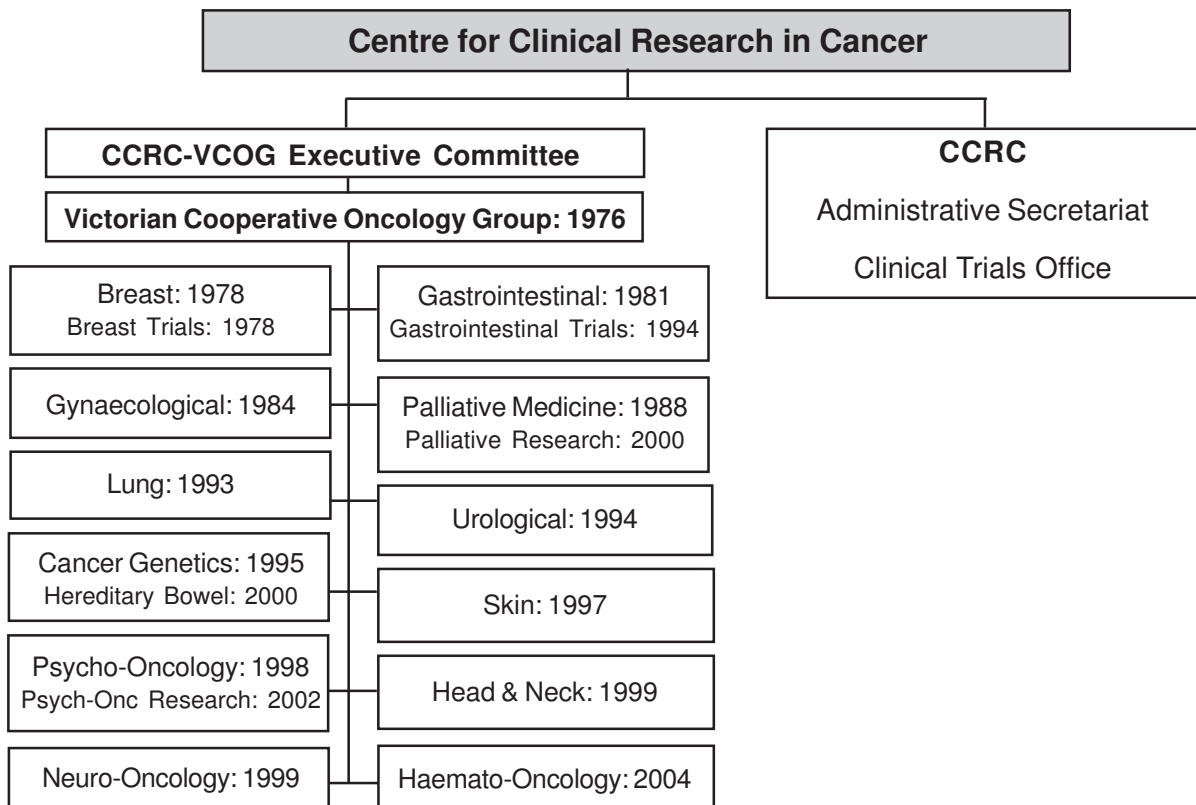 Centre for Clinical Research in Cancer
CCRC-VCOG Executive Committee
Victorian Cooperative Oncology Group: 1976
CCRC
Administrative Secretariat
Clinical Trials Office
Breast: 1978
Breast Trials: 1978
Gastrointestinal: 1981
Gastrointestinal Trials: 1994
Gynaecological: 1984
Palliative Medicine: 1988
Palliative Research: 2000
Lung: 1993
Urological: 1994
Cancer Genetics: 1995
Hereditary Bowel: 2000
Skin: 1997
Psycho-Oncology: 1998
Psych-Onc Research: 2002
Head & Neck: 1999
Neuro-Oncology: 1999
Haemato-Oncology: 2004